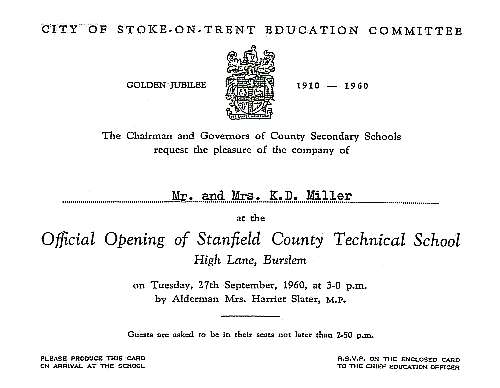 CITY OF STOKE-ON-TRENT EDUCATION COMMITTEE
GOLDEN JUBILEE 1910 — 1960
The Chairman and Governors of County Secondary Schools
request the pleasure of the company of
Mr. and Mrs. K.D. Miller
at the
Official Opening of Stanfield County Technical School
High Lane, Burslem
on Tuesday, 27th September, 1960, at 3-0 p.m.
by Alderman Mrs. Harriet Slater, M.P.
Guests are asked to be in their seats not later than 2-50 p.m.
PLEASE PRODUCE THIS CARD
ON ARRIVAL AT THE SCHOOL
R.S.V.P. ON THE ENCLOSED CARD
TO THE CHIEF EDUCATION OFFICER